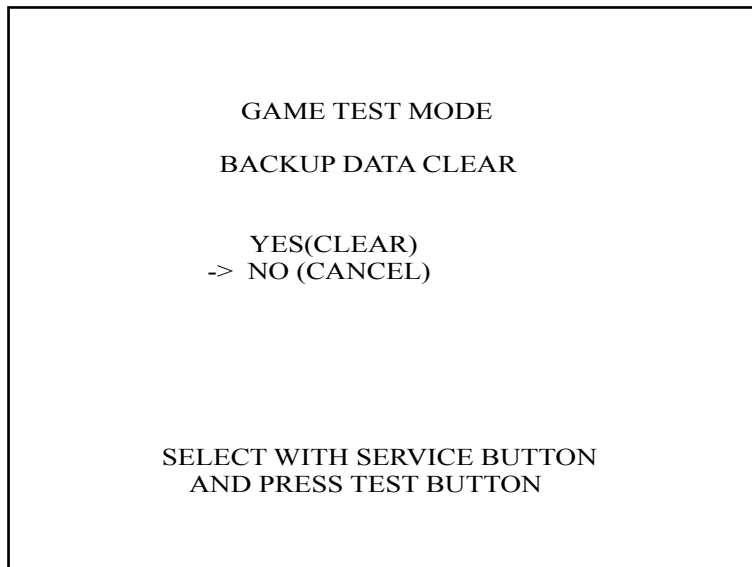 GAME TEST MODE
BACKUP DATA CLEAR
YES(CLEAR)
-> NO (CANCEL)
SELECT WITH SERVICE BUTTON
AND PRESS TEST BUTTON